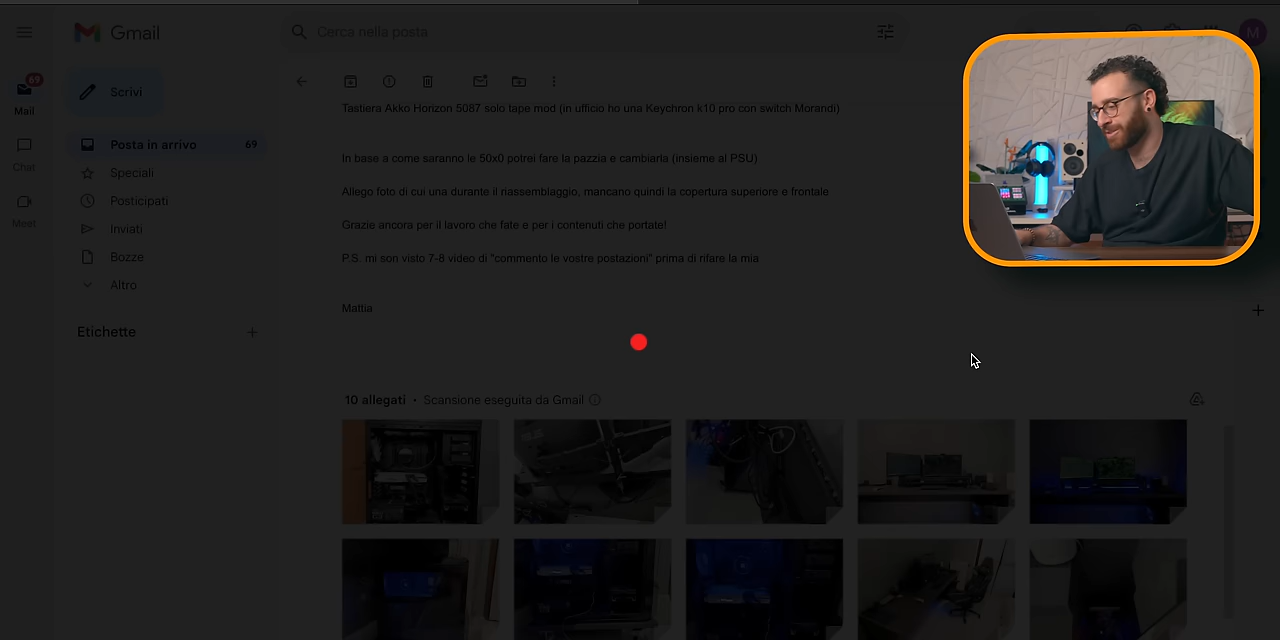 Gmail
Cerca nella posta
M
69
Mail
Chat
Meet
Scrivi
Posta in arrivo 69
Speciali
Posticipati
Inviati
Bozze
Altro
Etichette
Tastiera Akko Horizon 5087 solo tape mod (in ufficio ho una Keychron k10 pro con switch Morandi)
In base a come saranno le 50x0 potrei fare la pazzia e cambiarla (insieme al PSU)
Allego foto di cui una durante il riassemblaggio, mancano quindi la copertura superiore e frontale
Grazie ancora per il lavoro che fate e per i contenuti che portate!
P.S. mi son visto 7-8 video di "commento le vostre postazioni" prima di rifare la mia
Mattia
10 allegati • Scansione eseguita da Gmail